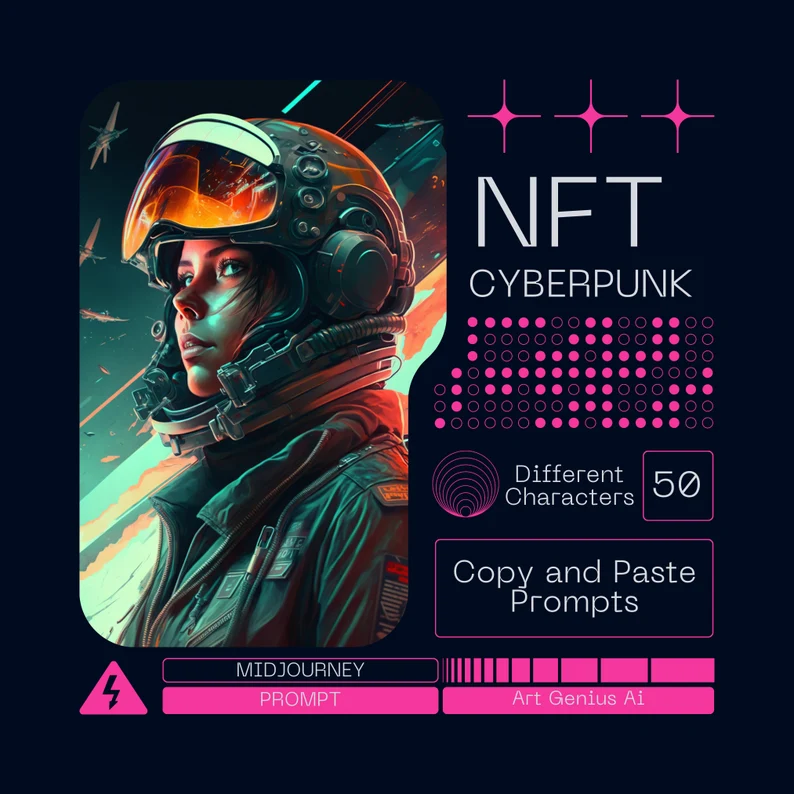 NFT
CYBERPUNK
Different
Characters
50
Copy and Paste
Prompts
MIDJOURNEY
PROMPT
Art Genius Ai